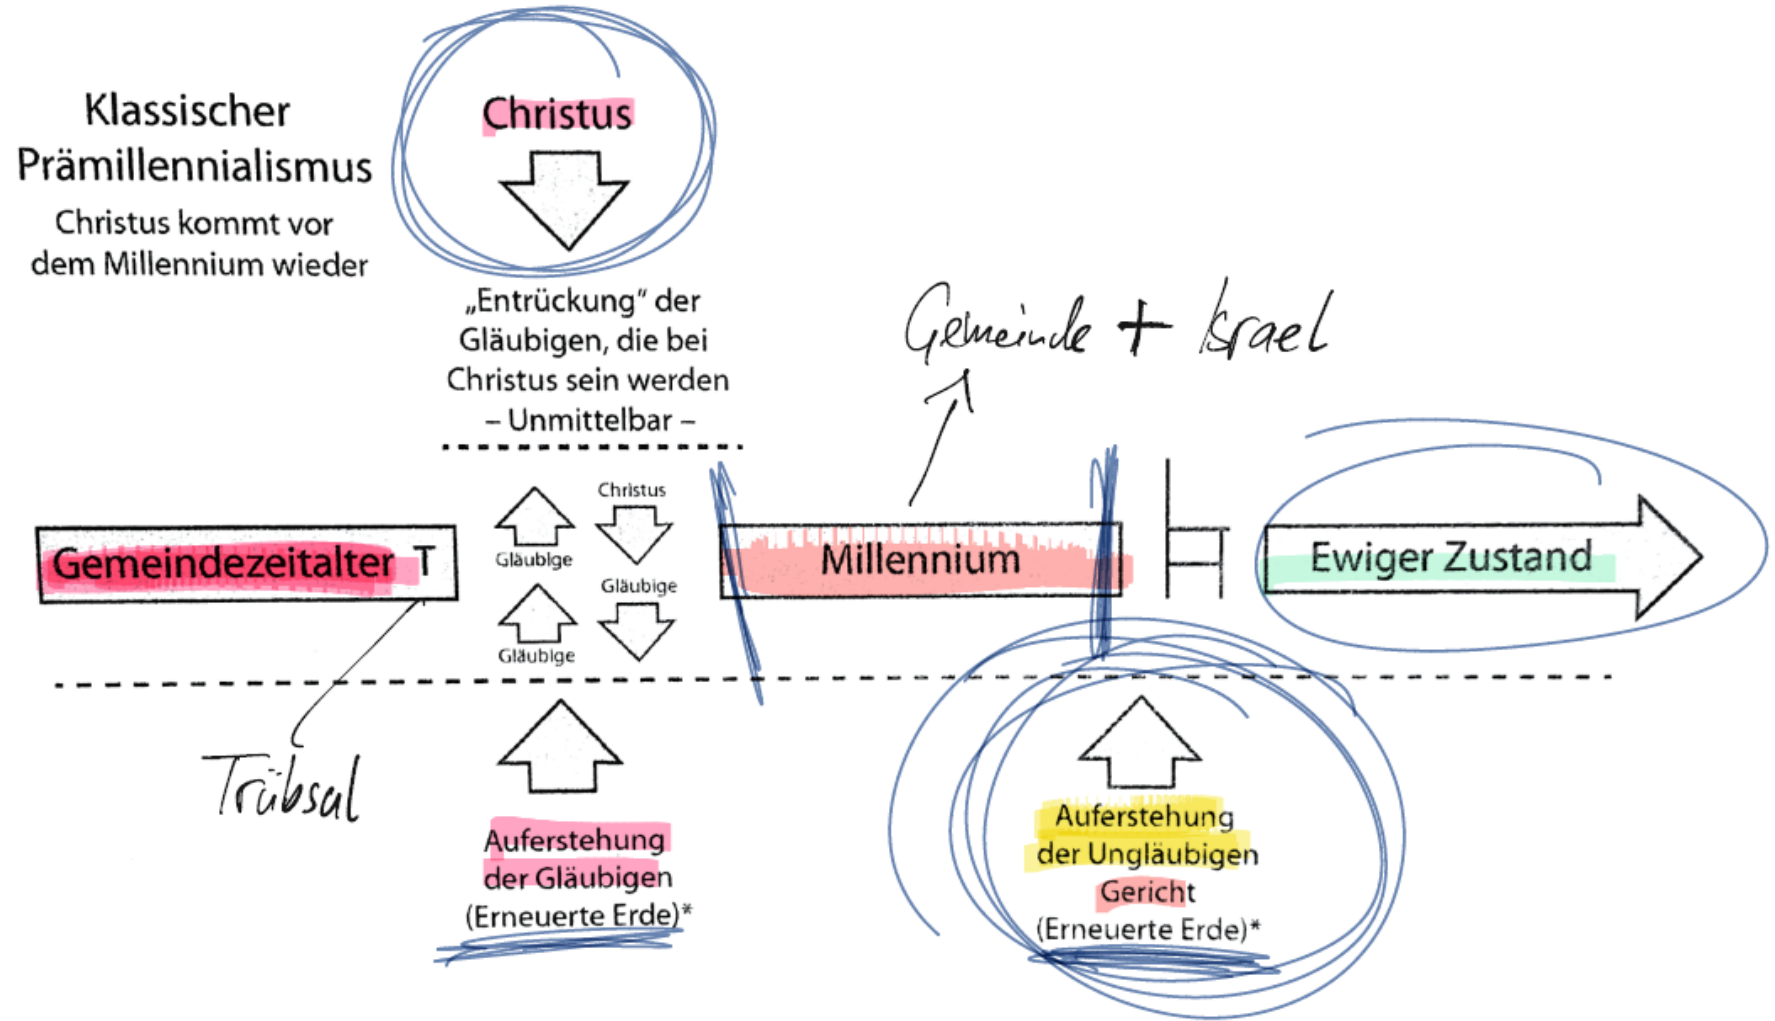 Klassischer
Prämillennialismus
Christus kommt vor
dem Millennium wieder
Christus
„Entrückung“ der
Gläubigen, die bei
Christus sein werden
– Unmittelbar –
Gemeinde + Israel
Gemeindezeitalter T
Gläubige
Christus
Gläubige
Gläubige
Millennium
Ewiger Zustand
Trübsal
Auferstehung
der Gläubigen
(Erneuerte Erde)*
Auferstehung
der Ungläubigen
Gericht
(Erneuerte Erde)*